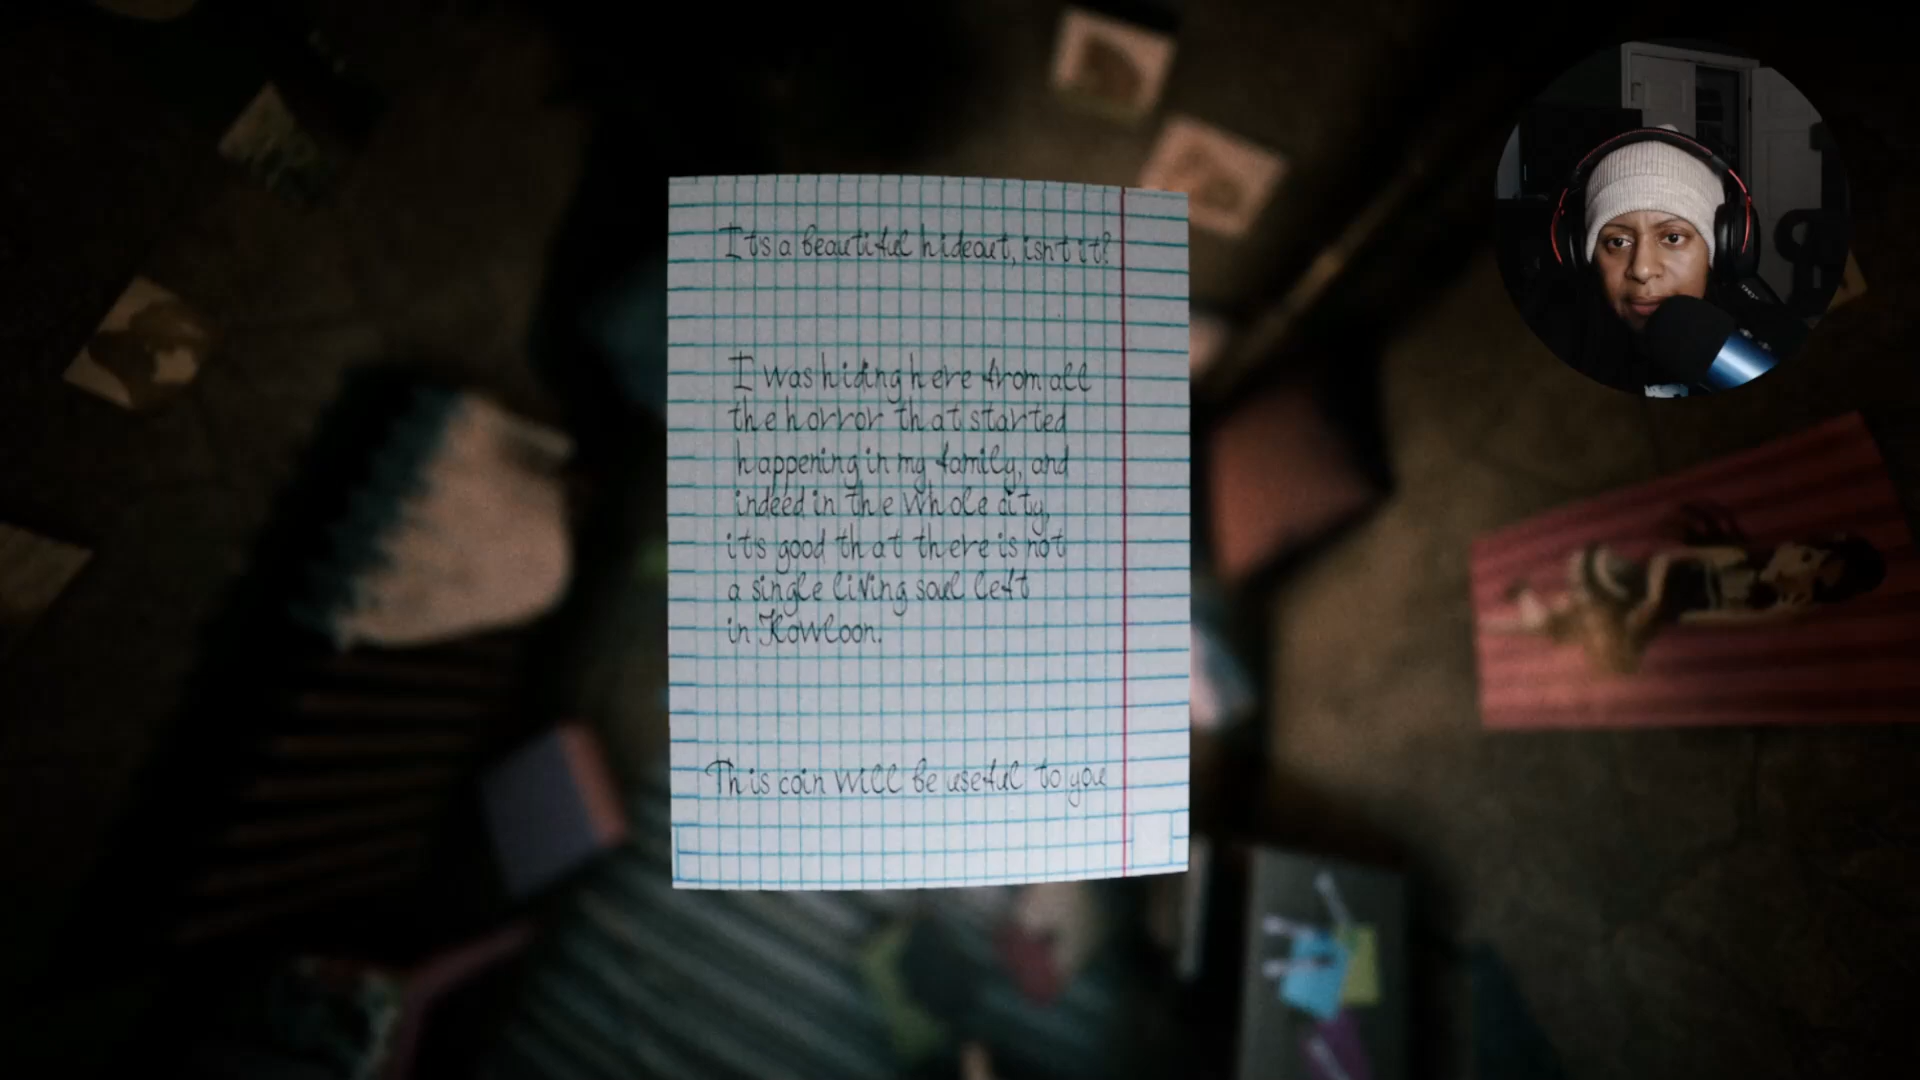 It's a beautiful hideout, isn't it?
I was hiding here from all
the horror that started
happening in my family, and
indeed in the whole city,
it's good that there is not
a single living soul left
in Kowloon.
This coin will be useful to you